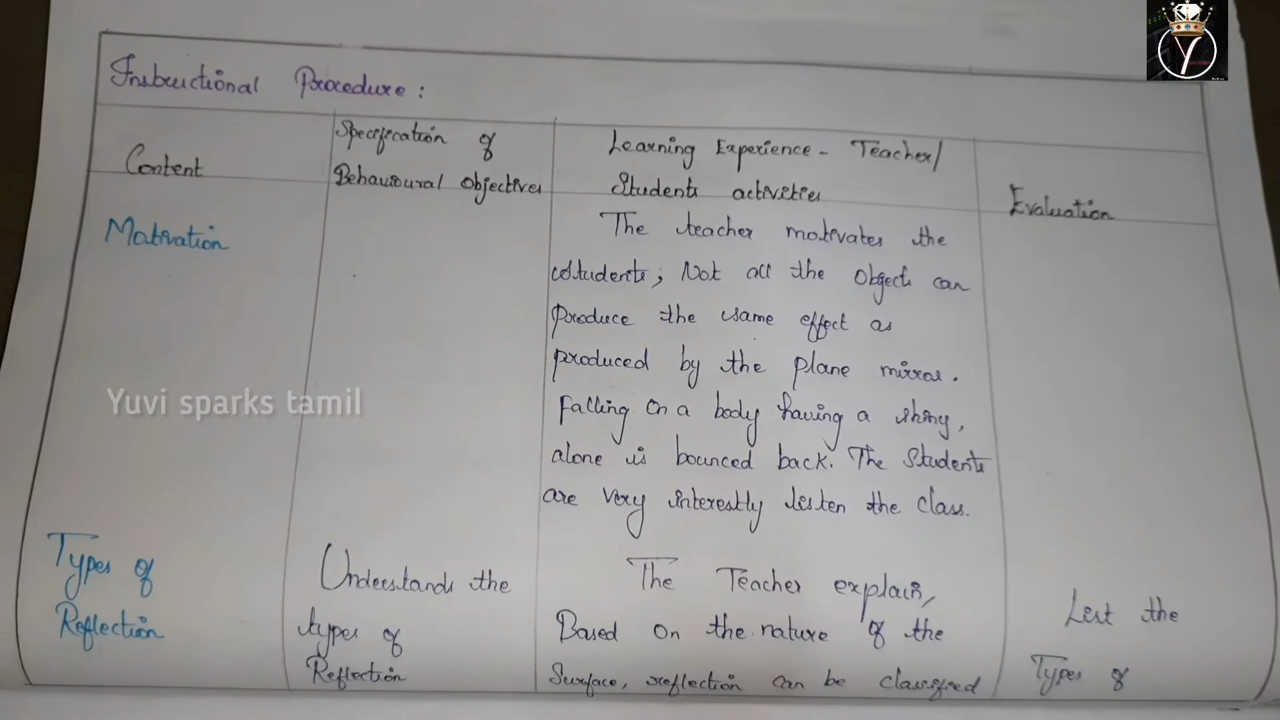 Instructional Procedure :
Content
Specification of
Behavioural Objectives
Learning Experience - Teacher/
Students activities
Evaluation
Motivation
The teacher motivates the
students; Not all the object can
produce the same effect as
produced by the plane mirror.
falling on a body having a shiny,
alone is bounced back. The Students
are very interestly listen the class.
Yuvi sparks tamil
Types of
Reflection
Understands the
types of
Reflection
The Teacher explain,
Based on the nature of the
Surface, reflection can be classified
List the
Types of
Y